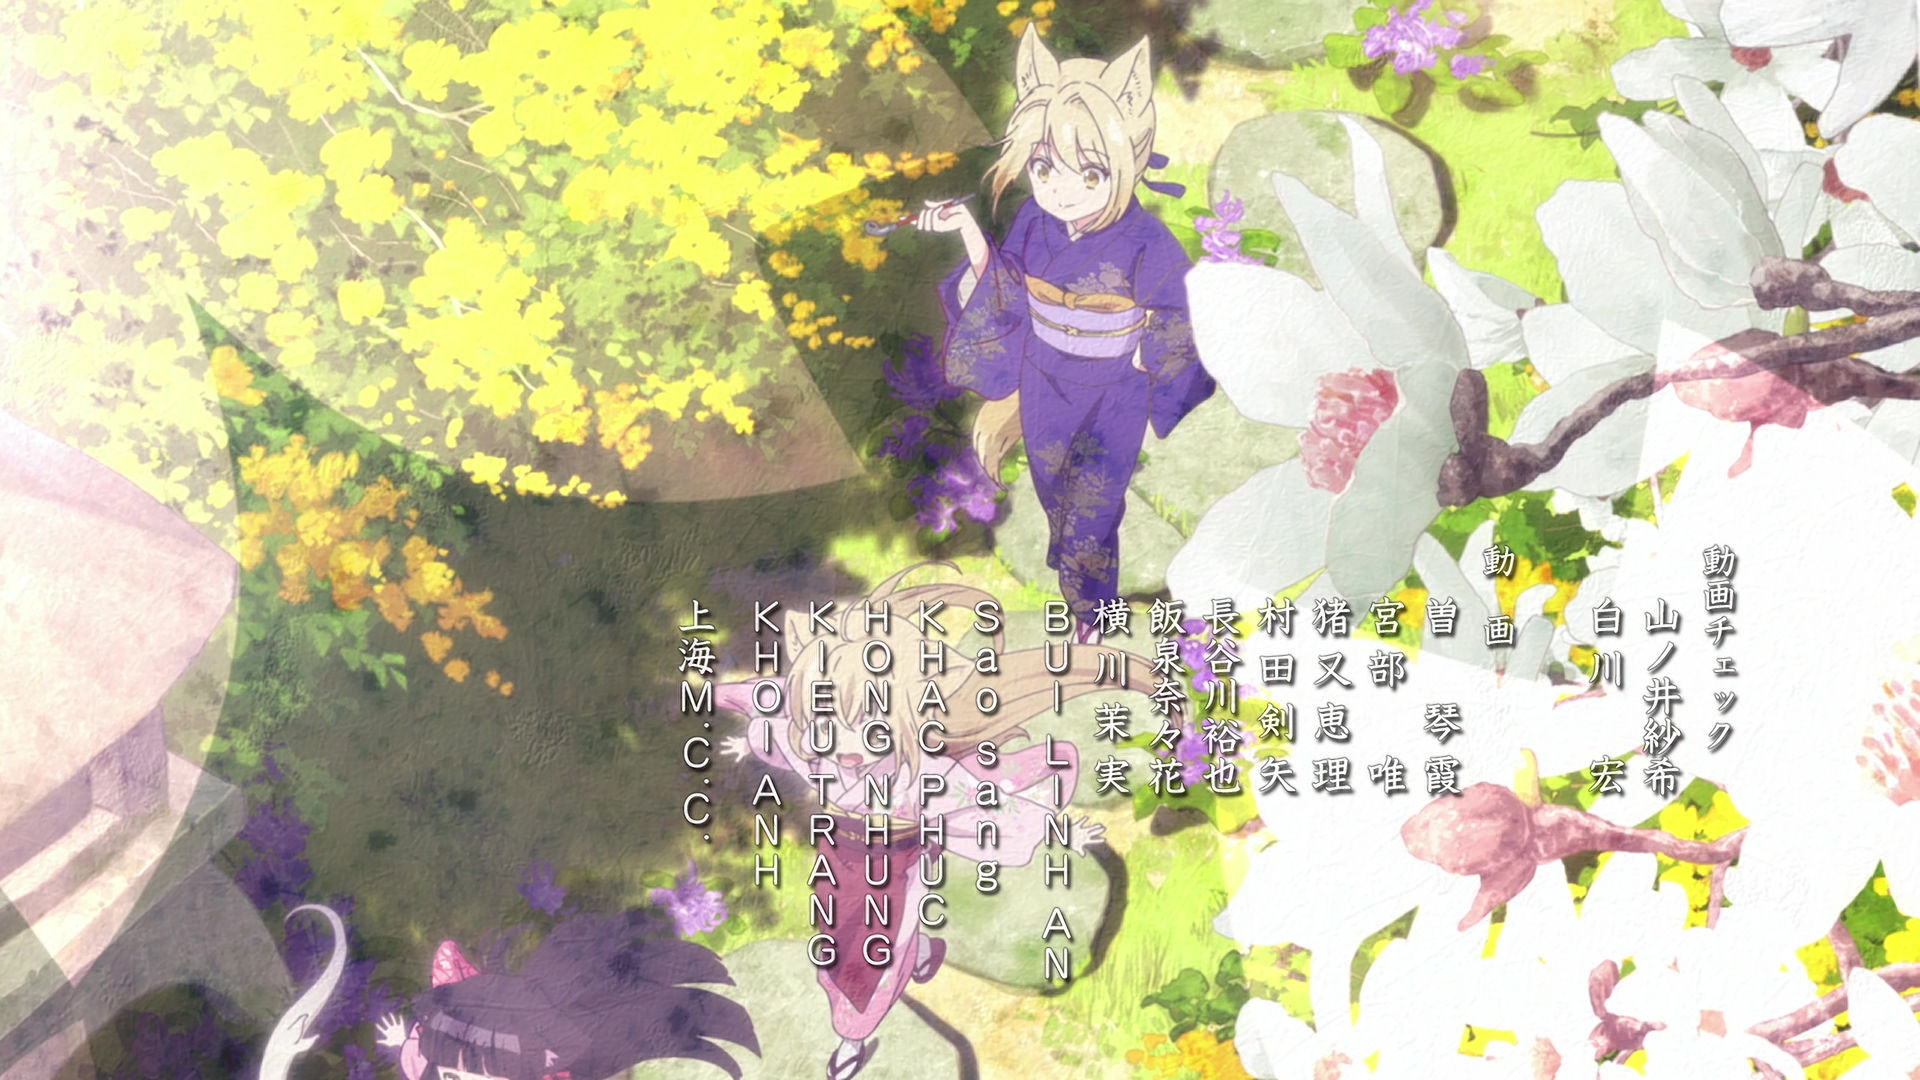 動画チェック
山ノ井紗希
白川 宏
動画
曽 琴霞
宮部 唯
猪又恵理
村田剣矢
長谷川裕也
飯泉奈々花
横川茉実
BUI LINH AN
Sao sang
KHAC PHUC
HONG NHUNG
KIEU TRANG
KHOI ANH
上海M.C.C.